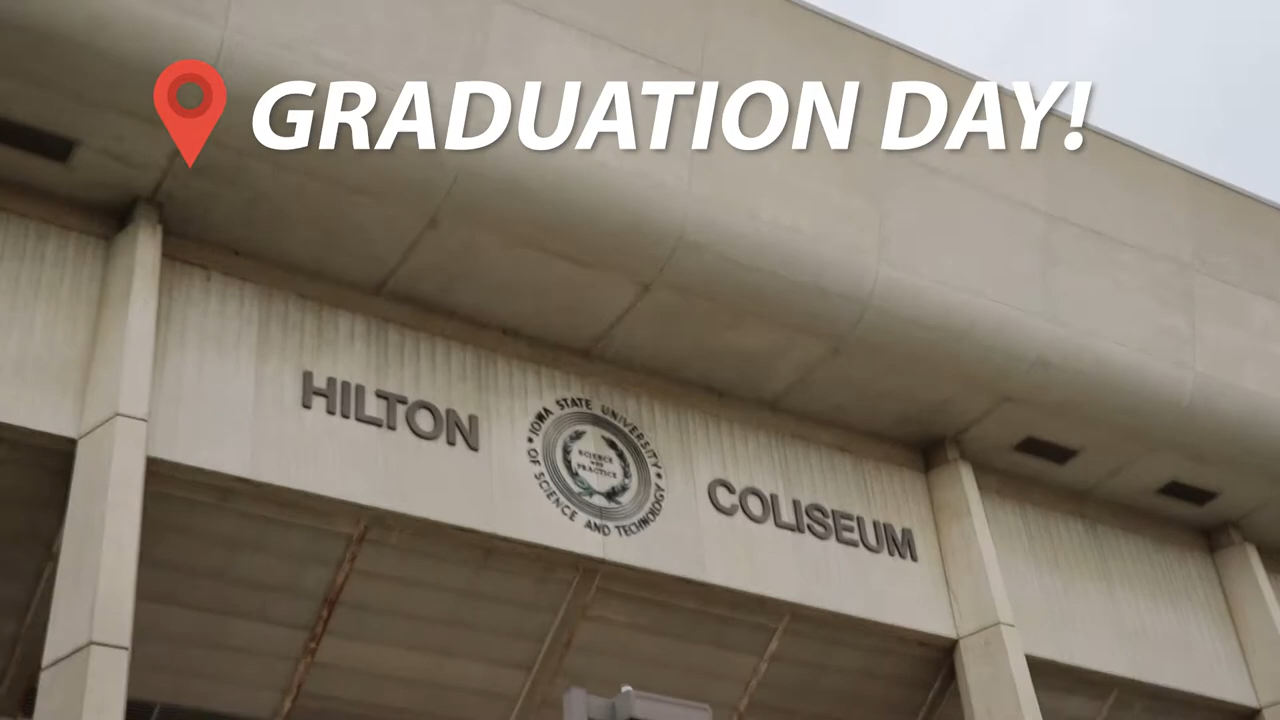 GRADUATION DAY!
HILTON
IOWA STATE UNIVERSITY
OF SCIENCE AND TECHNOLOGY
SCIENCE
WITH
PRACTICE
COLISEUM